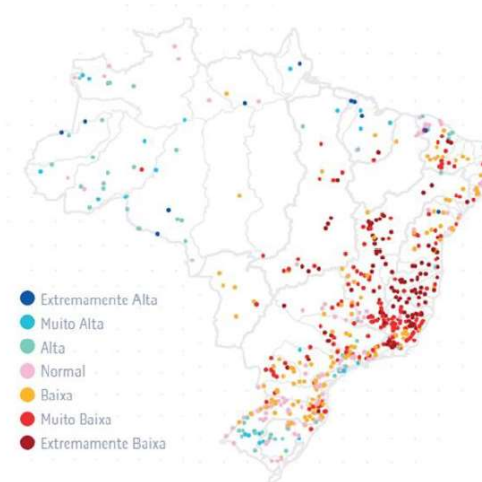 Extremamente Alta
Muito Alta
Alta
Normal
Baixa
Muito Baixa
Extremamente Baixa